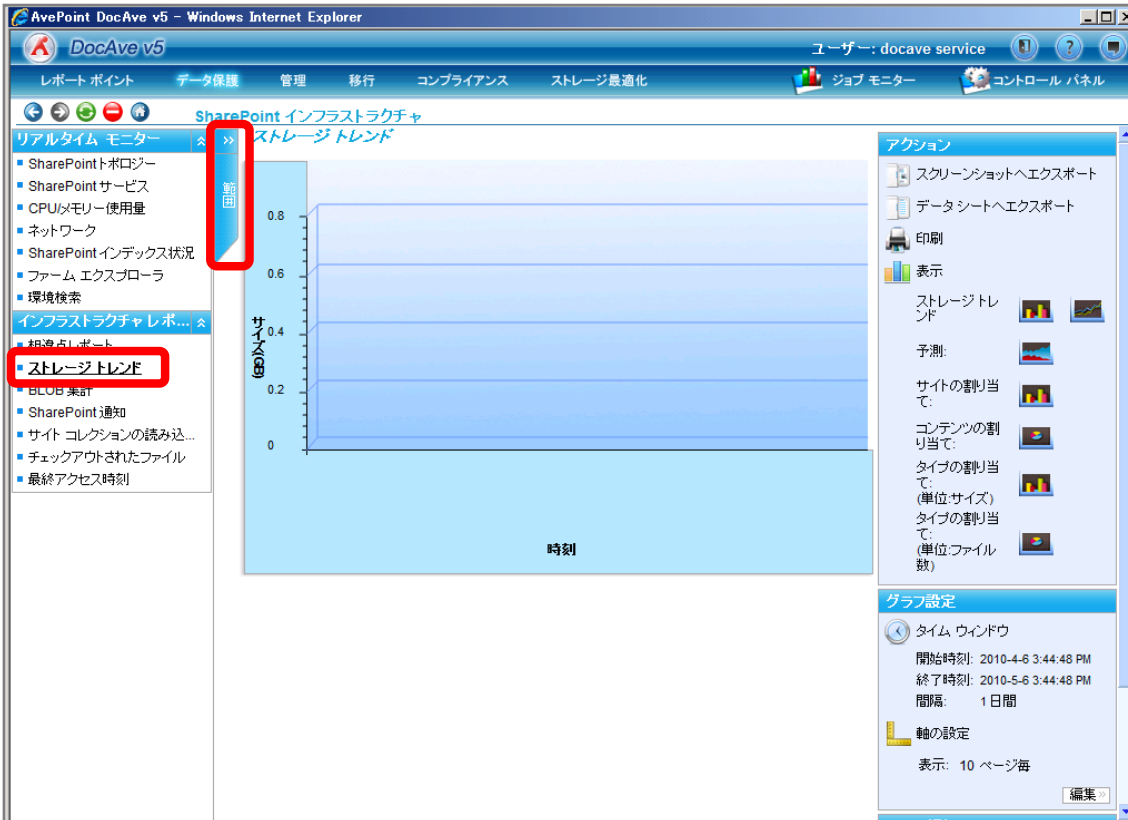 AvePoint DocAve v5 - Windows Internet Explorer
DocAve v5
ユーザー: docave service
レポート ポイント
データ保護
管理
移行
コンプライアンス
ストレージ最適化
ジョブ モニター
コントロール パネル
SharePoint インフラストラクチャ
リアルタイム モニター
SharePointトポロジー
SharePoint サービス
CPU/メモリー使用量
ネットワーク
SharePoint インデックス状況
ファーム エクスプローラ
環境検索
インフラストラクチャ レポ...
相違点レポート
ストレージ トレンド
BLOB 集計
SharePoint 通知
サイト コレクションの読み込...
チェックアウトされたファイル
最終アクセス時刻
範囲
ストレージ トレンド
サイズ(GB)
0.8
0.6
0.4
0.2
0
時刻
アクション
スクリーンショットへエクスポート
データ シートへエクスポート
印刷
表示
ストレージ トレ
ンド
予測:
サイトの割り当
て:
コンテンツの割
り当て:
タイプの割り当
て:
(単位:サイズ)
タイプの割り当
て:
(単位:ファイル
数)
グラフ設定
タイム ウィンドウ
開始時刻: 2010-4-6 3:44:48 PM
終了時刻: 2010-5-6 3:44:48 PM
間隔: 1 日間
軸の設定
表示: 10 ページ毎
編集